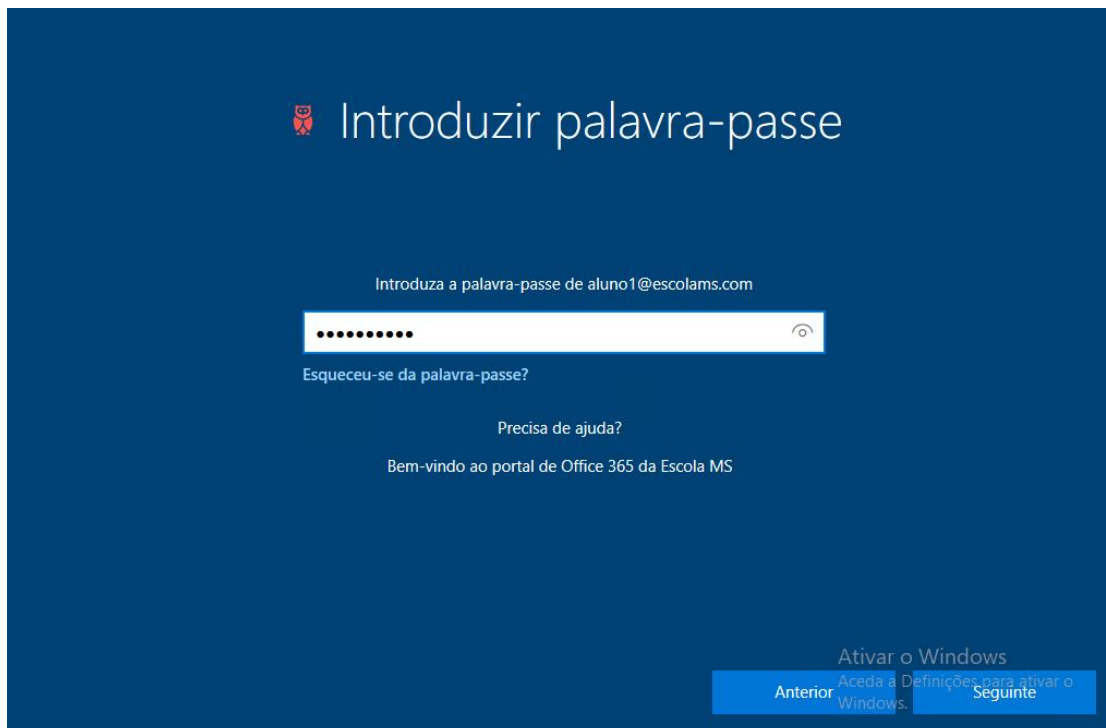 Introduzir palavra-passe
Introduza a palavra-passe de aluno1@escolams.com
••••••••••
Esqueceu-se da palavra-passe?
Precisa de ajuda?
Bem-vindo ao portal de Office 365 da Escola MS
Ativar o Windows
Aceda a Definições para ativar o
Windows.
Anterior
Seguinte